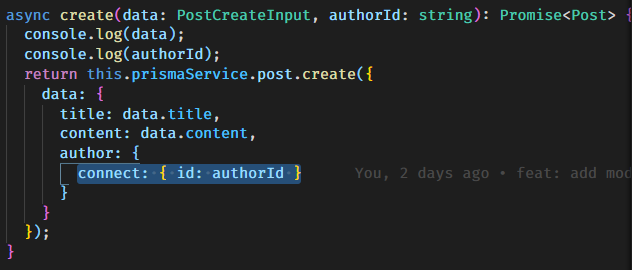 async create(data: PostCreateInput, authorId: string): Promise<Post> {
console.log(data);
console.log(authorId);
return this.prismaService.post.create({
data: {
title: data.title,
content: data.content,
author: {
connect: { id: authorId } You, 2 days ago • feat: add mod
}
}
});
}